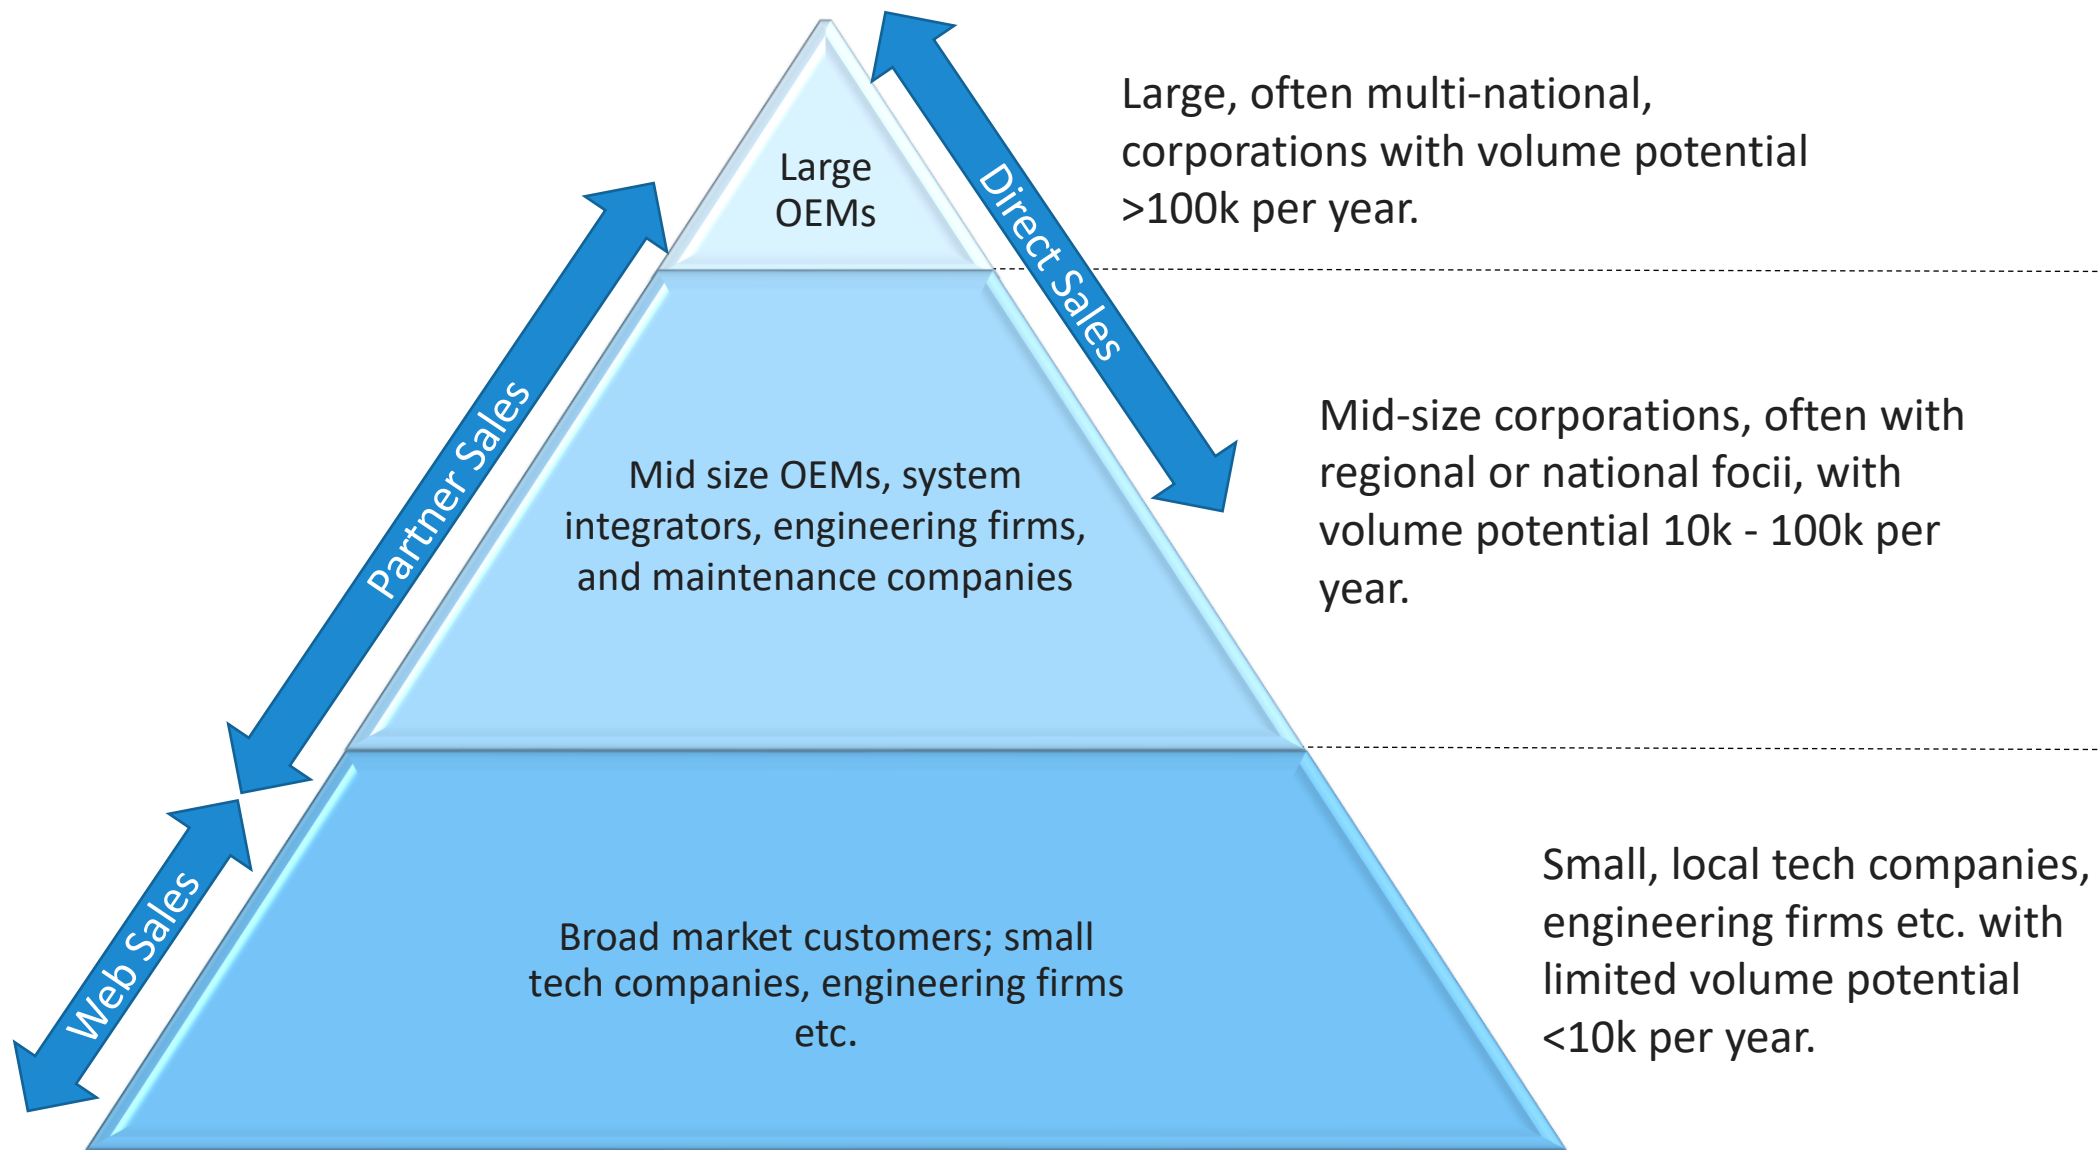 Large
OEMs
Direct Sales
Large, often multi-national,
corporations with volume potential
>100k per year.
Partner Sales
Mid size OEMs, system
integrators, engineering firms,
and maintenance companies
Mid-size corporations, often with
regional or national focii, with
volume potential 10k - 100k per
year.
Web Sales
Broad market customers; small
tech companies, engineering firms
etc.
Small, local tech companies,
engineering firms etc. with
limited volume potential
<10k per year.